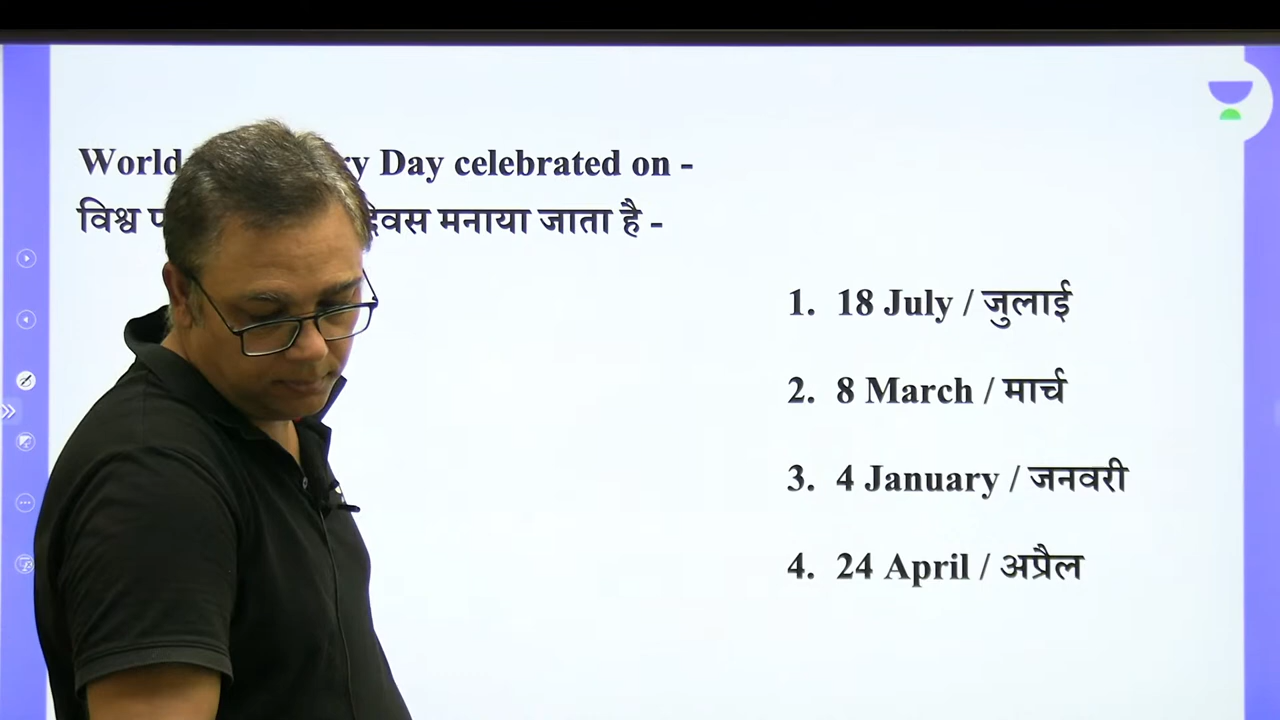 World ry Day celebrated on -
विश्व प दिवस मनाया जाता है -
1. 18 July / जुलाई
2. 8 March / मार्च
3. 4 January / जनवरी
4. 24 April / अप्रैल